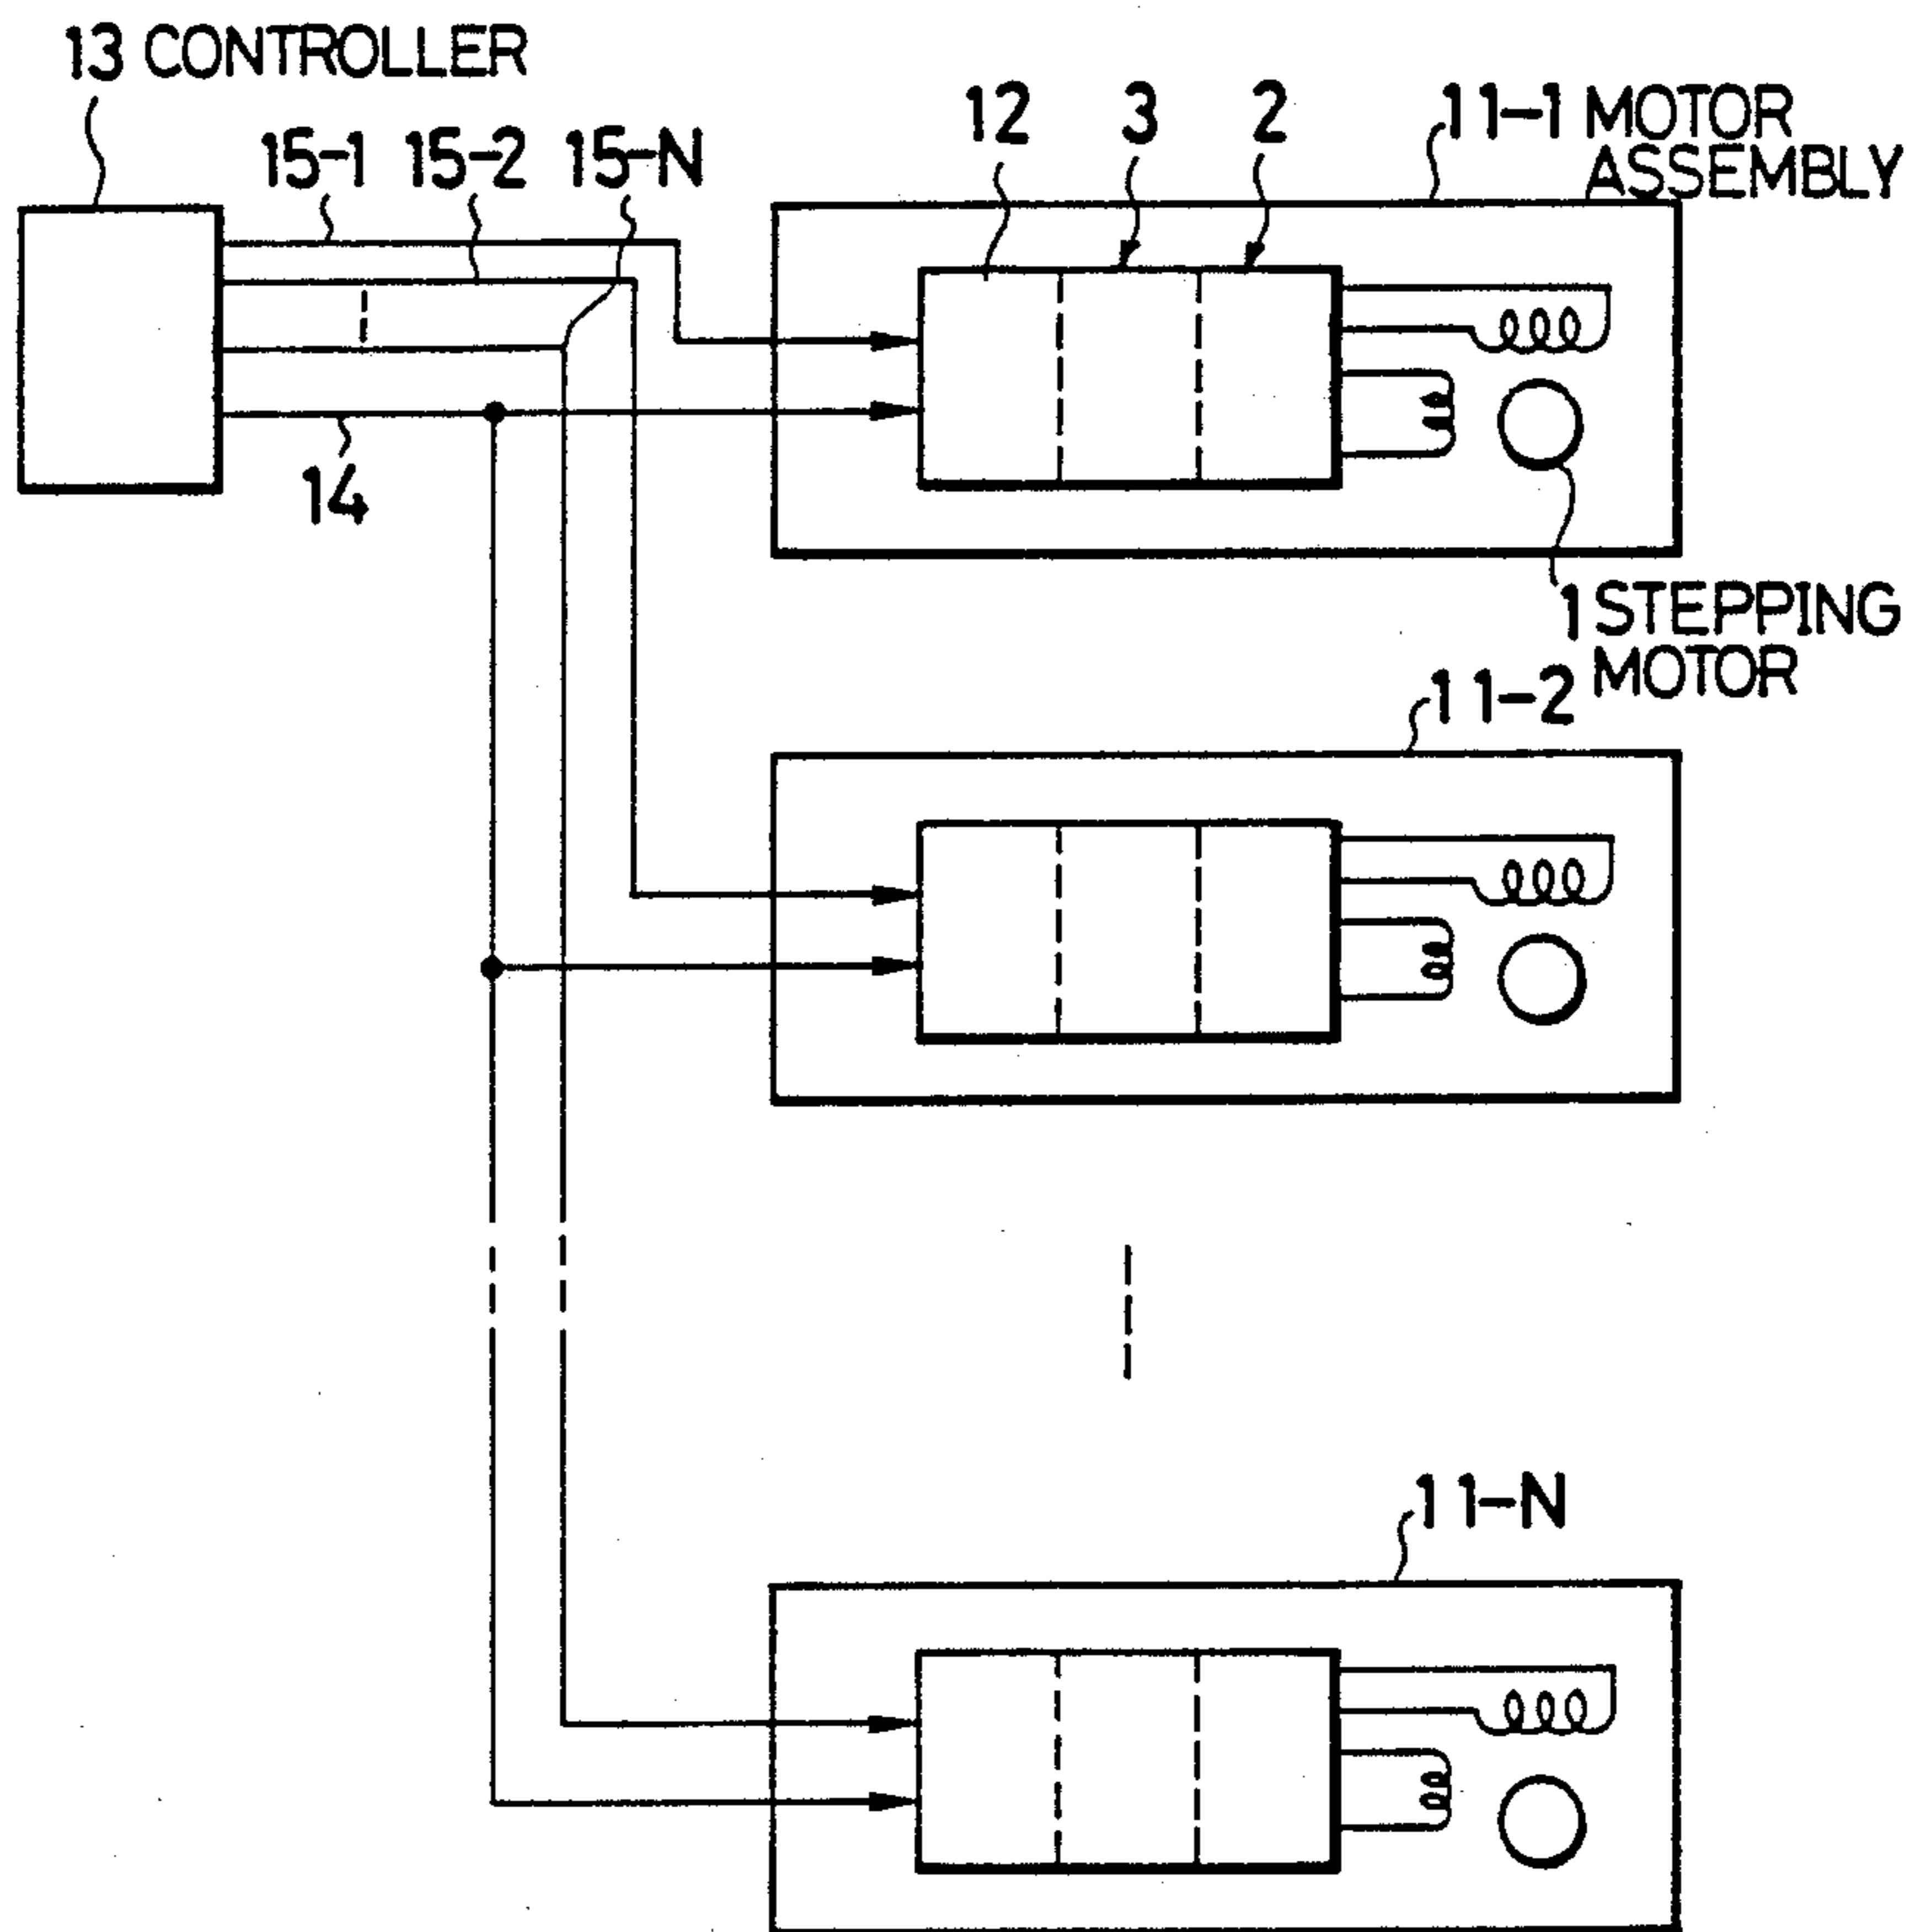 13 CONTROLLER
15-1 15-2 15-N
12 3 2
11-1 MOTOR
ASSEMBLY
14
1 STEPPING
MOTOR
11-2
11-N